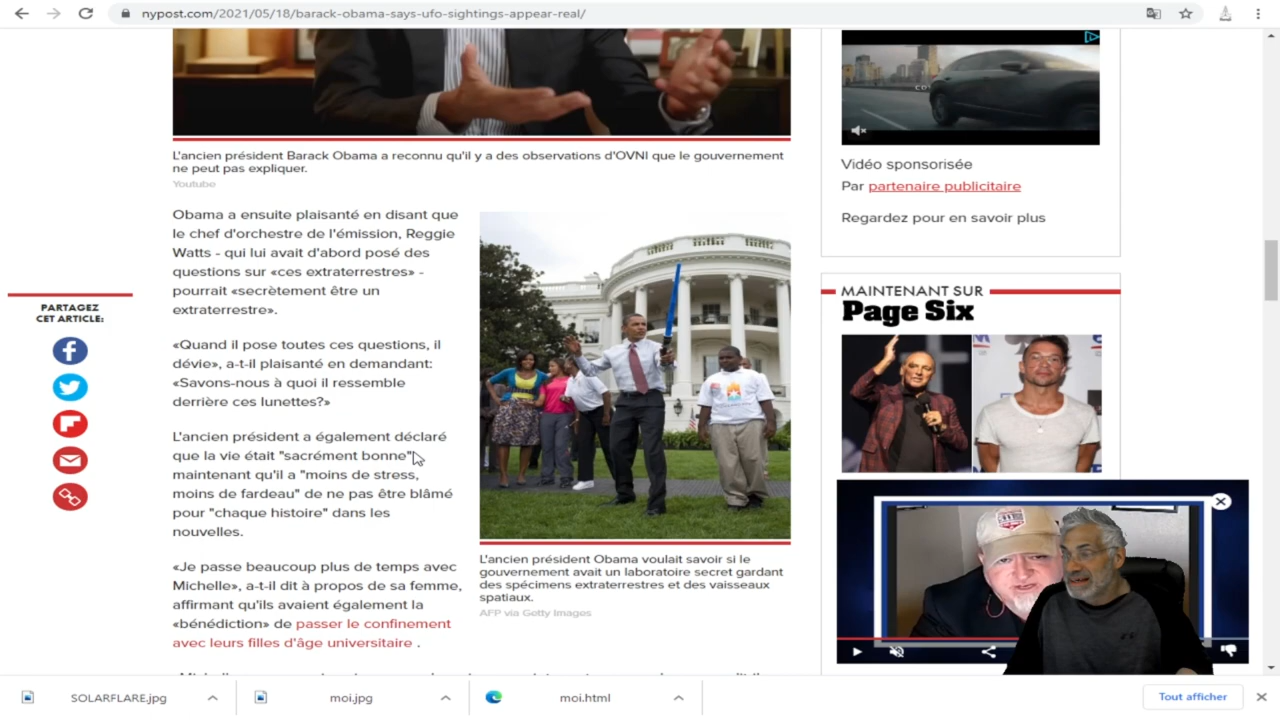 nypost.com/2021/05/18/barack-obama-says-ufo-sightings-appear-real/
L'ancien président Barack Obama a reconnu qu'il y a des observations d'OVNI que le gouvernement
ne peut pas expliquer.
Youtube
Obama a ensuite plaisanté en disant que
le chef d'orchestre de l'émission, Reggie
Watts - qui lui avait d'abord posé des
questions sur «ces extraterrestres» -
pourrait «secrètement être un
extraterrestre».
«Quand il pose toutes ces questions, il
dévie», a-t-il plaisanté en demandant:
«Savons-nous à quoi il ressemble
derrière ces lunettes?»
L'ancien président a également déclaré
que la vie était "sacrément bonne"
maintenant qu'il a "moins de stress,
moins de fardeau" de ne pas être blâmé
pour "chaque histoire" dans les
nouvelles.
«Je passe beaucoup plus de temps avec
Michelle», a-t-il dit à propos de sa femme,
affirmant qu'ils avaient également la
«bénédiction» de passer le confinement
avec leurs filles d'âge universitaire .
PARTAGEZ
CET ARTICLE:
L'ancien président Obama voulait savoir si le
gouvernement avait un laboratoire secret gardant
des spécimens extraterrestres et des vaisseaux
spatiaux.
AFP via Getty Images
Vidéo sponsorisée
Par partenaire publicitaire
Regardez pour en savoir plus
MAINTENANT SUR
Page Six
SOLARFLARE.jpg
moi.jpg
moi.html
Tout afficher